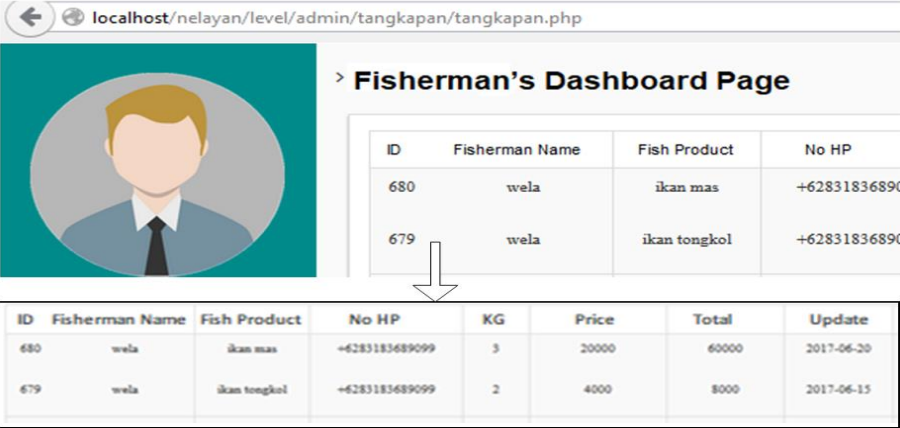 localhost/nelayan/level/admin/tangkapan/tangkapan.php
> Fisherman's Dashboard Page
ID Fisherman Name Fish Product No HP
680 wela ikan mas +62831836890
679 wela ikan tongkol +62831836890
ID Fisherman Name Fish Product No HP KG Price Total Update
680 wela ikan mas +6283183689099 3 20000 60000 2017-06-20
679 wela ikan tongkol +6283183689099 2 4000 8000 2017-06-15